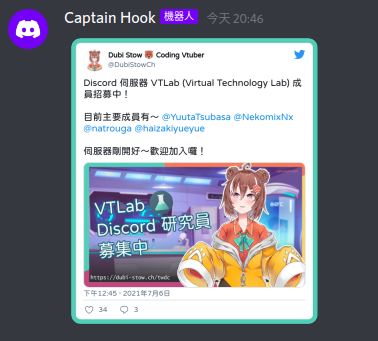 Captain Hook 機器人 今天 20:46
Dubi Stow 🐻 Coding Vtuber
@DubiStowCh
Discord 伺服器 VTLab (Virtual Technology Lab) 成
員招募中！
目前主要成員有～ @YuutaTsubasa @NekomixNx
@natrouga @haizakiyueyue
伺服器剛開好～歡迎加入囉！
VTLab
Discord 研究員
募集中
https://dubi-stow.ch/twdc
下午12:45 · 2021年7月6日
34 3